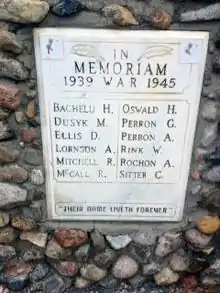 IN
MEMORIAM
1939 WAR 1945
BACHELU H. OSWALD H.
DUSYK M. PERRON G.
ELLIS D. PERRON A.
LORNSON A. RINK W.
MITCHELL R. ROCHON A.
MCCALL R. SITTER G.
"THEIR NAME LIVETH FOREVER"